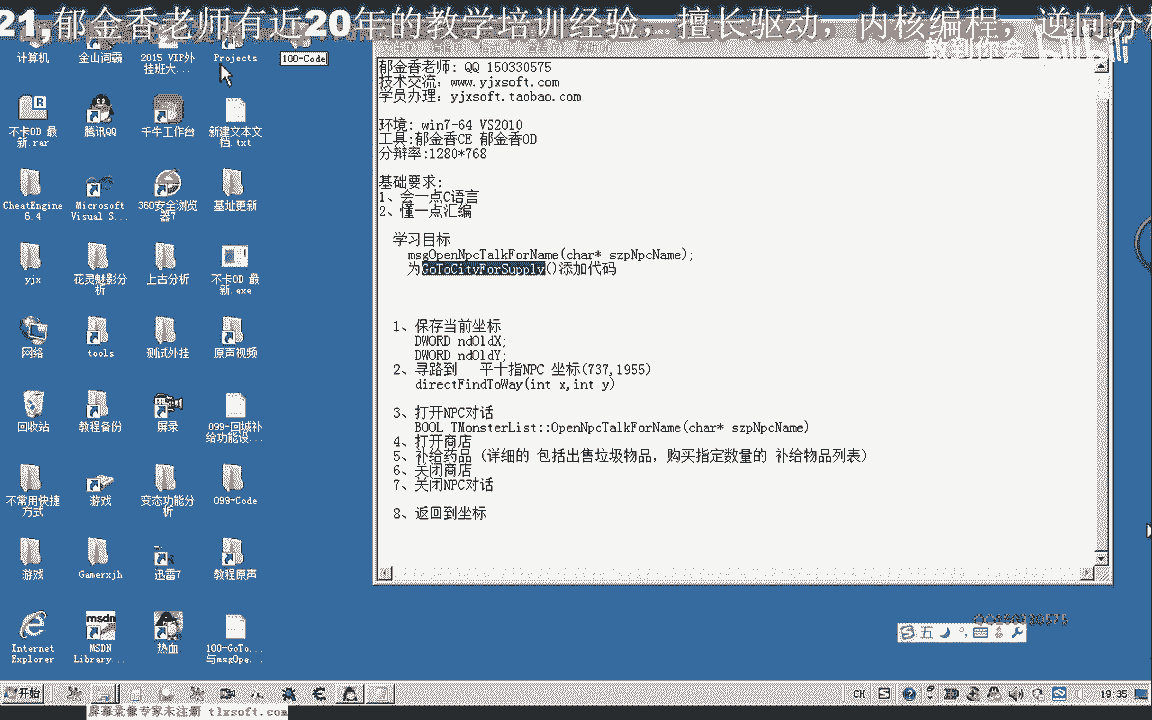 21,郁金香老师有近20年的教学培训经验,擅长驱动,内核编程,逆向分
计算机
金山词霸
2015 VIP外挂班大...
Projects
100-Code
不卡OD 最新.rar
腾讯QQ
千牛工作台
新建文本文档.txt
CheatEngine 6.4
Microsoft Visual S...
360安全浏览器7
基址更新
yjx
花灵魅影分析
上古分析
不卡OD 最新.exe
网络
tools
测试外挂
原声视频
回收站
教程备份
屏录
099-回城补给功能设...
不常用快捷方式
游戏
变态功能分析
099-Code
游戏
Gamerxjh
迅雷7
教程原声
Internet Explorer
MSDN Library...
热血
100-GoTo... 与msgOpe...
郁金香老师: QQ 150330575
技术交流: www.yjxsoft.com
学员办理: yjxsoft.taobao.com
环境: win7-64 VS2010
工具:郁金香CE 郁金香OD
分辩率:1280*768
基础要求:
1、会一点C语言
2、懂一点汇编
学习目标
msgOpenNpcTalkForName(char* szpNpcName);
为GoToCityForSupply()添加代码
1、保存当前坐标
DWORD ndOldX;
DWORD ndOldY;
2、寻路到 平十指NPC 坐标(737,1955)
directFindToWay(int x,int y)
3、打开NPC对话
BOOL TMonsterList::OpenNpcTalkForName(char* szpNpcName)
4、打开商店
5、补给药品 (详细的 包括出售垃圾物品, 购买指定数量的 补给物品列表)
6、关闭商店
7、关闭NPC对话
8、返回到坐标
五
开始
CH
19:35
屏幕录像专家未注册 tlxsoft.com